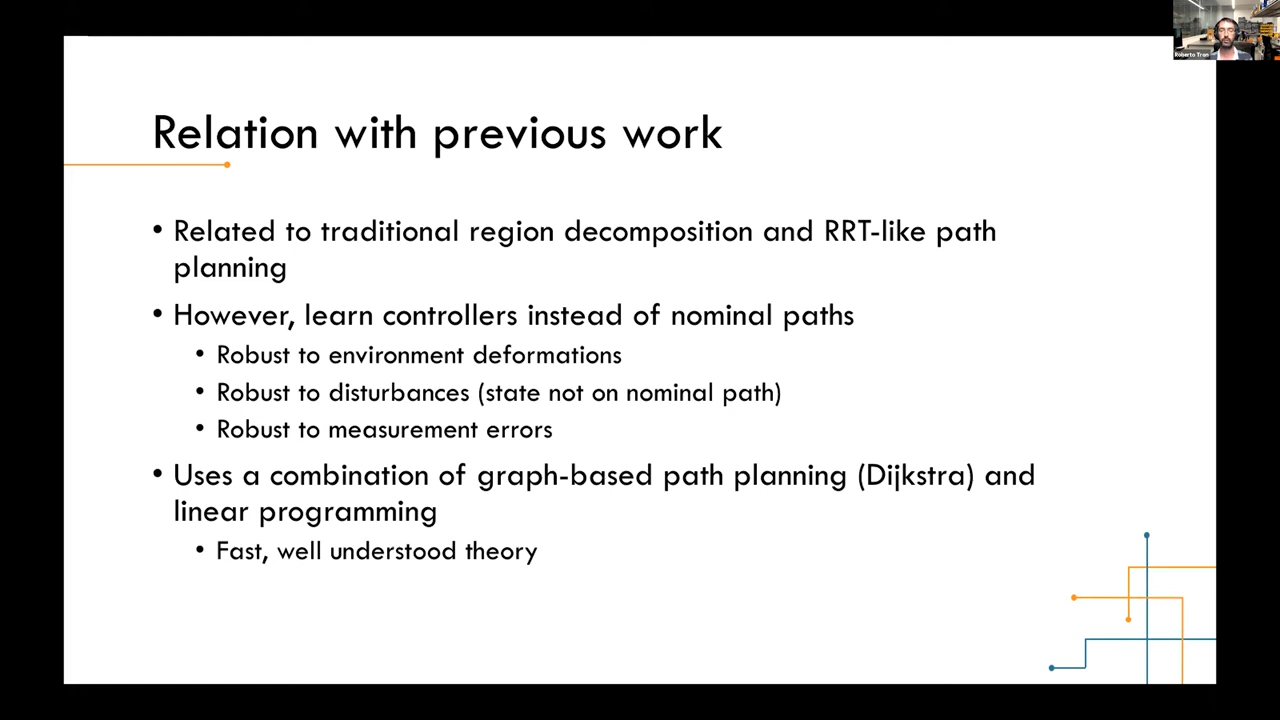 Roberto Tron
Relation with previous work
• Related to traditional region decomposition and RRT-like path
planning
• However, learn controllers instead of nominal paths
• Robust to environment deformations
• Robust to disturbances (state not on nominal path)
• Robust to measurement errors
• Uses a combination of graph-based path planning (Dijkstra) and
linear programming
• Fast, well understood theory